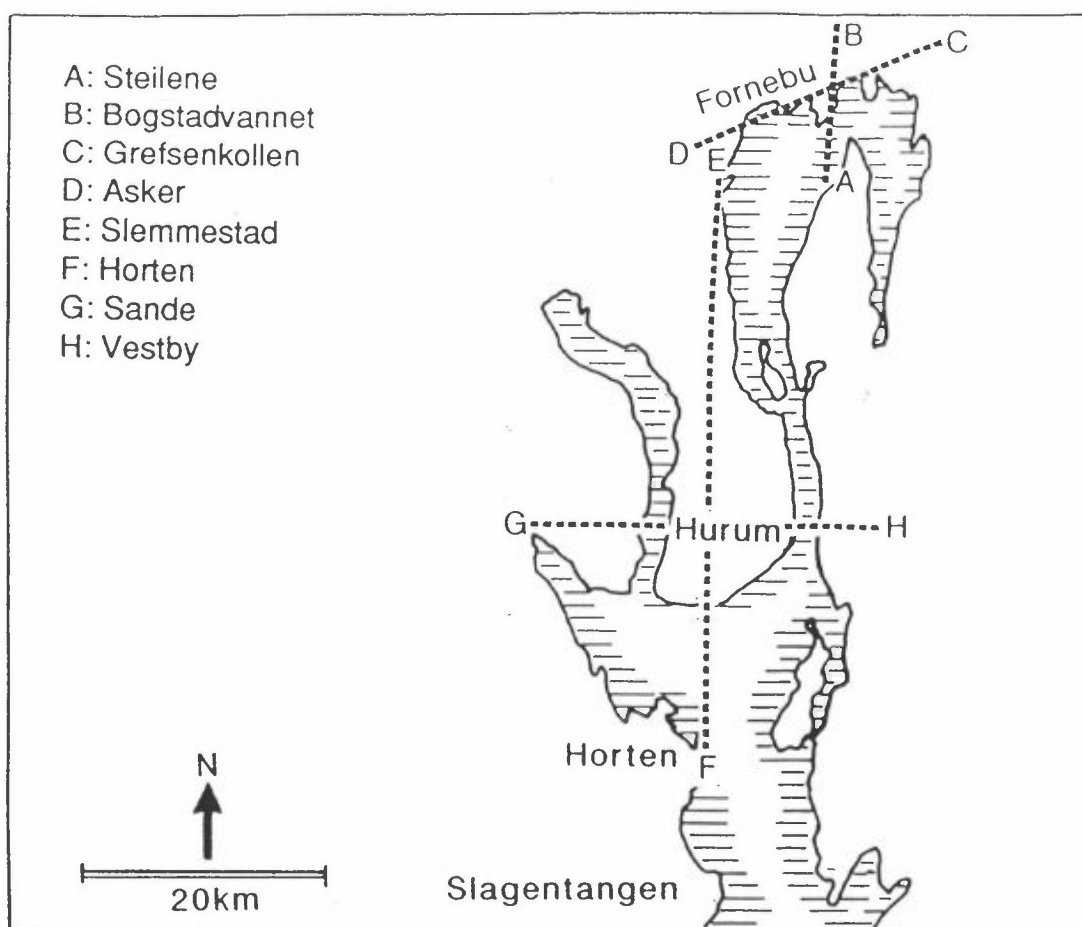 A: Steilene
B: Bogstadvannet
C: Grefsenkollen
D: Asker
E: Slemmestad
F: Horten
G: Sande
H: Vestby
B
C
Fornebu
D
E
A
G
Hurum
H
Horten
F
N
20km
Slagentangen